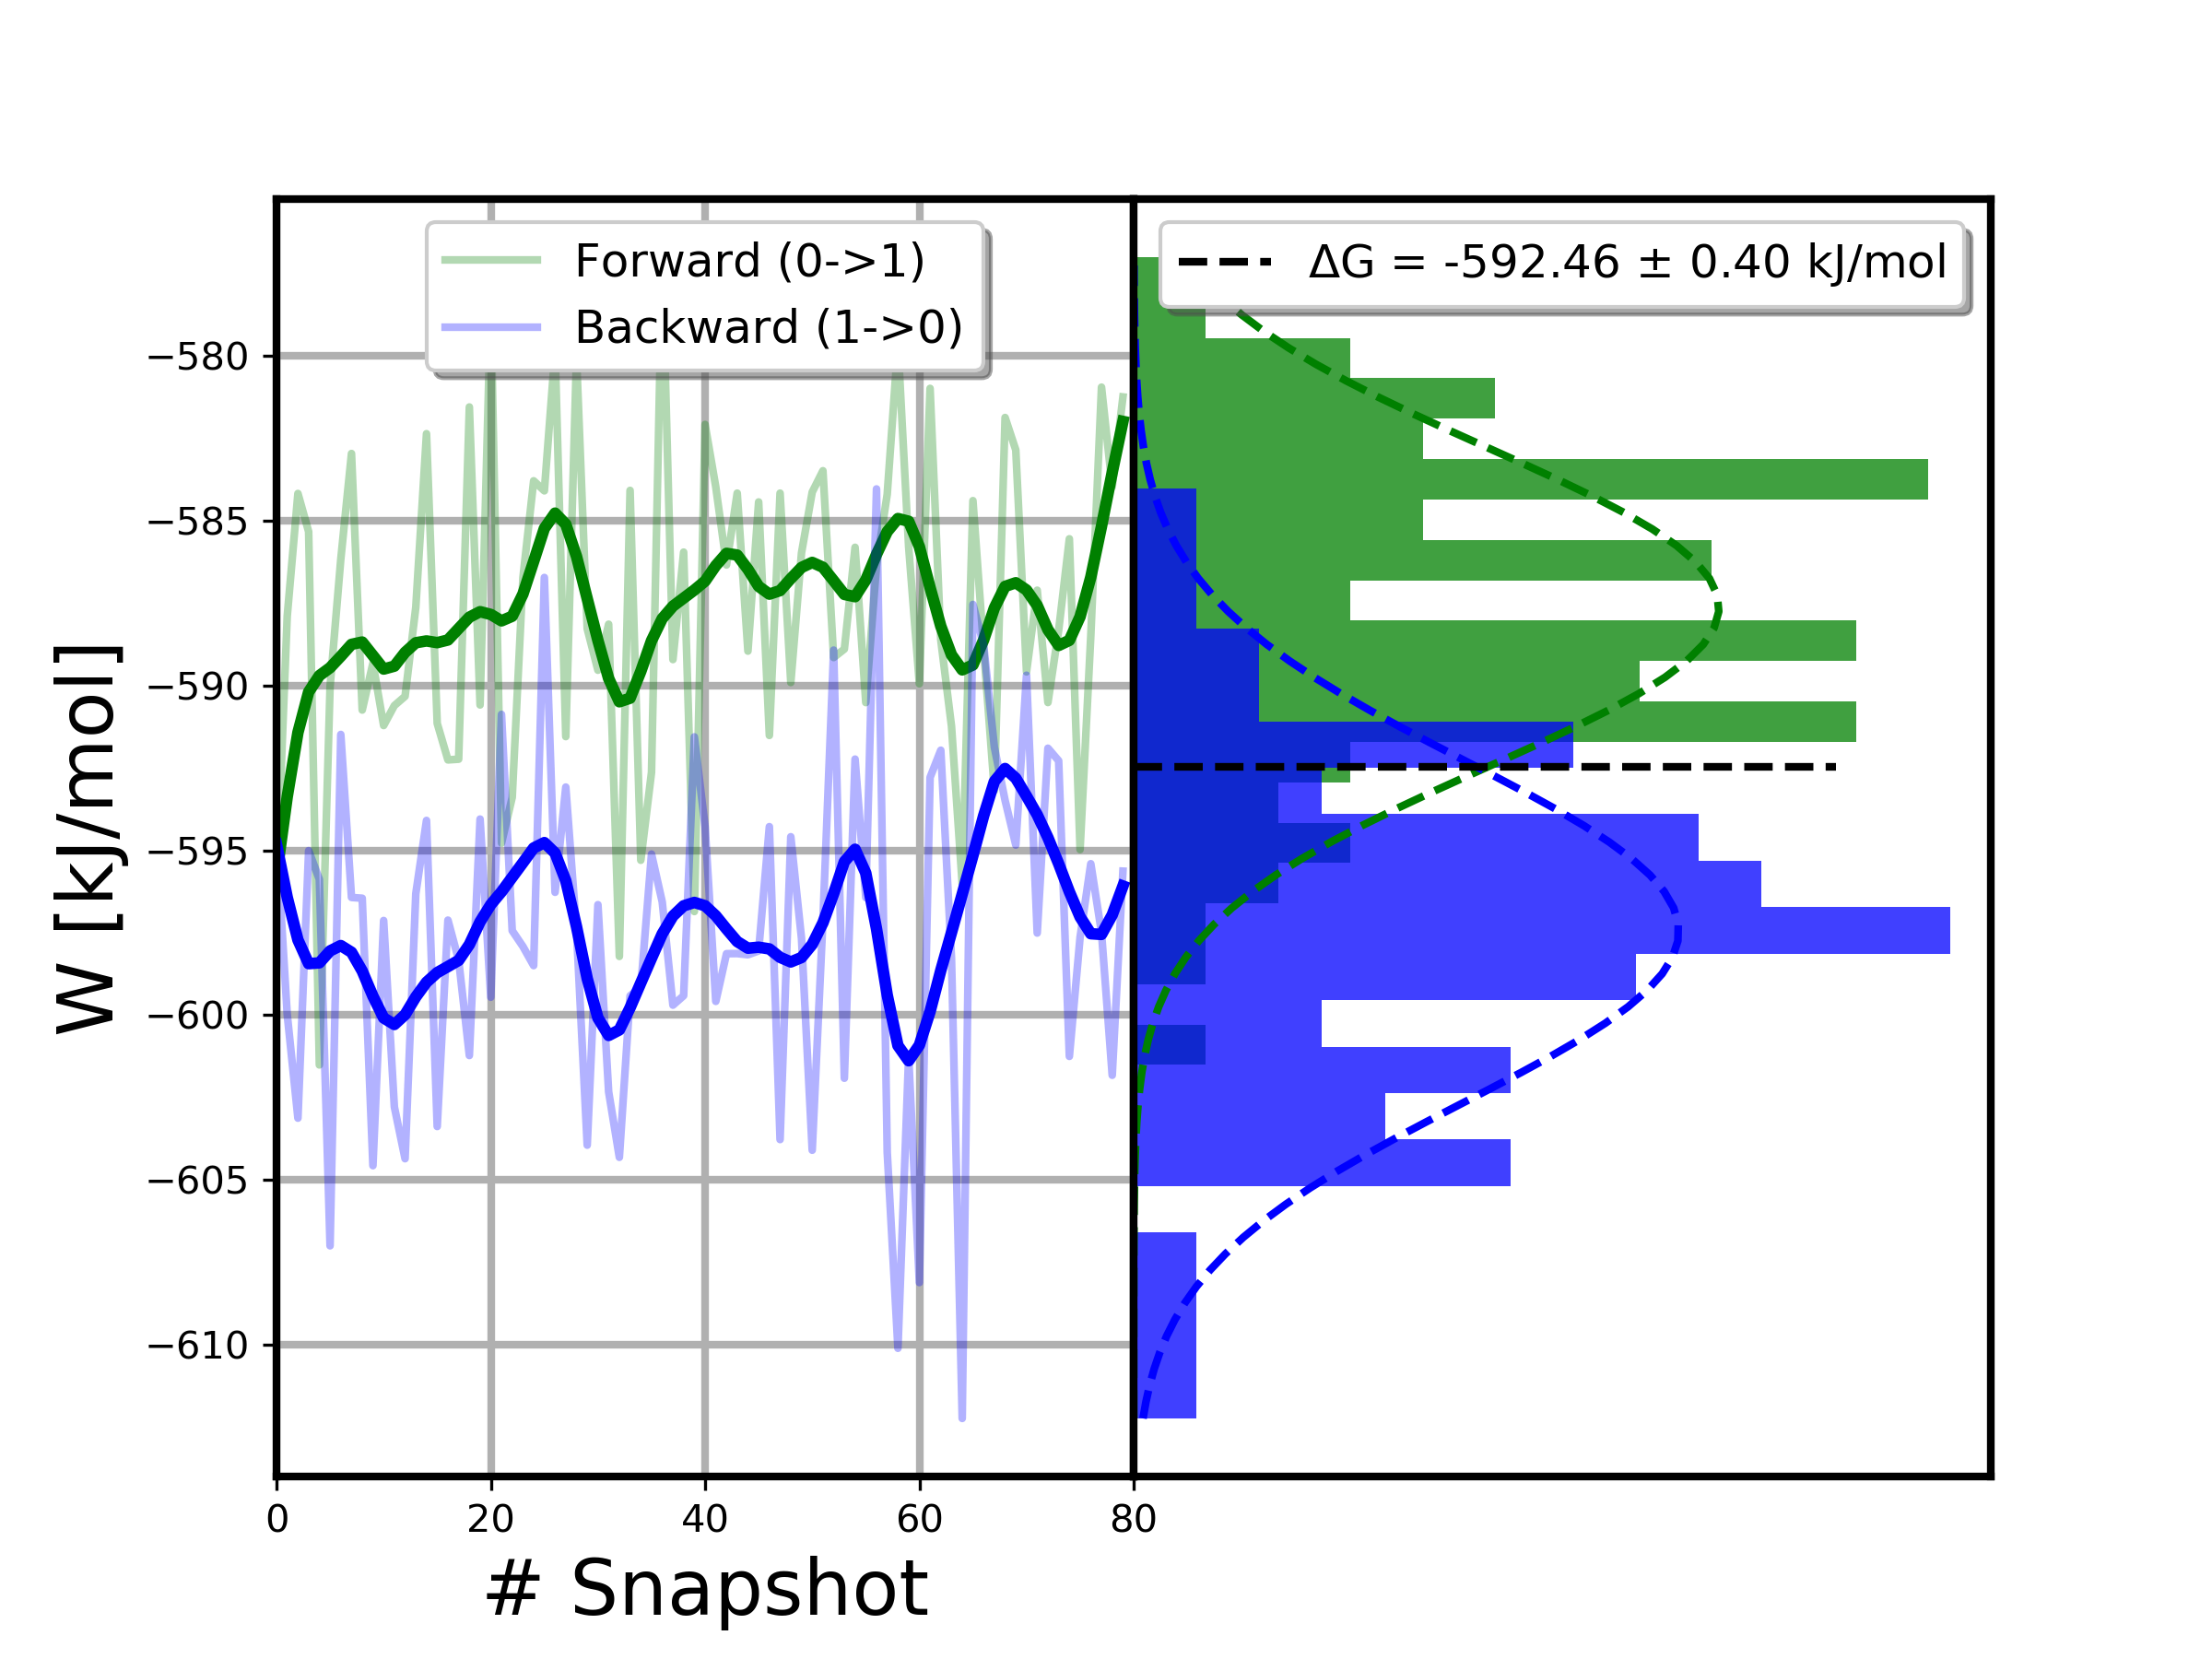 Forward (0->1)
Backward (1->0)
ΔG = -592.46 ± 0.40 kJ/mol
−580
−585
−590
−595
−600
−605
−610
W [kJ/mol]
0 20 40 60 80
# Snapshot